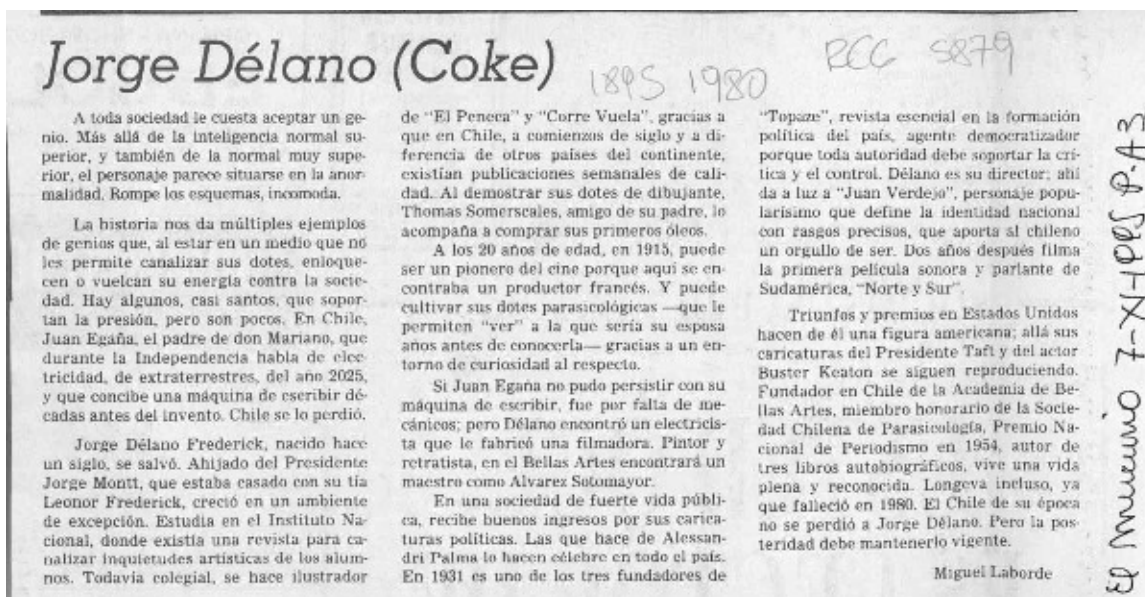 Jorge Délano (Coke)
1895 1980
REC 5879
A toda sociedad le cuesta aceptar un ge-
nio. Más allá de la inteligencia normal su-
perior, y también de la normal muy supe-
rior, el personaje parece situarse en la anor-
malidad. Rompe los esquemas, incomoda.
La historia nos da múltiples ejemplos
de genios que, al estar en un medio que no
les permite canalizar sus dotes, enloque-
cen o vuelcan su energía contra la socie-
dad. Hay algunos, casi santos, que sopor-
tan la presión, pero son pocos. En Chile,
Juan Egaña, el padre de don Mariano, que
durante la Independencia habla de elec-
tricidad, de extraterrestres, del año 2025,
y que concibe una máquina de escribir dé-
cadas antes del invento. Chile se lo perdió.
Jorge Délano Frederick, nacido hace
un siglo, se salvó. Ahijado del Presidente
Jorge Montt, que estaba casado con su tía
Leonor Frederick, creció en un ambiente
de excepción. Estudia en el Instituto Na-
cional, donde existía una revista para ca-
nalizar inquietudes artísticas de los alum-
nos. Todavía colegial, se hace ilustrador
de "El Peneca" y "Corre Vuela", gracias a
que en Chile, a comienzos de siglo y a di-
ferencia de otros países del continente,
existían publicaciones semanales de cali-
dad. Al demostrar sus dotes de dibujante,
Thomas Somerscales, amigo de su padre, lo
acompaña a comprar sus primeros óleos.
A los 20 años de edad, en 1915, puede
ser un pionero del cine porque aquí se en-
contraba un productor francés. Y puede
cultivar sus dotes parasicológicas —que le
permiten "ver" a la que sería su esposa
años antes de conocerla— gracias a un en-
torno de curiosidad al respecto.
Si Juan Egaña no pudo persistir con su
máquina de escribir, fue por falta de me-
cánicos; pero Délano encontró un electricis-
ta que le fabricó una filmadora. Pintor y
retratista, en el Bellas Artes encontrará un
maestro como Alvarez Sotomayor.
En una sociedad de fuerte vida públi-
ca, recibe buenos ingresos por sus carica-
turas políticas. Las que hace de Alessan-
dri Palma lo hacen célebre en todo el país.
En 1931 es uno de los tres fundadores de
"Topaze", revista esencial en la formación
política del país, agente democratizador
porque toda autoridad debe soportar la crí-
tica y el control. Délano es su director; ahí
da a luz a "Juan Verdejo", personaje popu-
larísimo que define la identidad nacional
con rasgos precisos, que aporta al chileno
un orgullo de ser. Dos años después filma
la primera película sonora y parlante de
Sudamérica, "Norte y Sur".
Triunfos y premios en Estados Unidos
hacen de él una figura americana; allá sus
caricaturas del Presidente Taft y del actor
Buster Keaton se siguen reproduciendo.
Fundador en Chile de la Academia de Be-
llas Artes, miembro honorario de la Socie-
dad Chilena de Parasicología, Premio Na-
cional de Periodismo en 1954, autor de
tres libros autobiográficos, vive una vida
plena y reconocida. Longeva incluso, ya
que falleció en 1980. El Chile de su época
no se perdió a Jorge Délano. Pero la pos-
teridad debe mantenerlo vigente.
Miguel Laborde
El Mercurio 7-XI-1995 P.A3